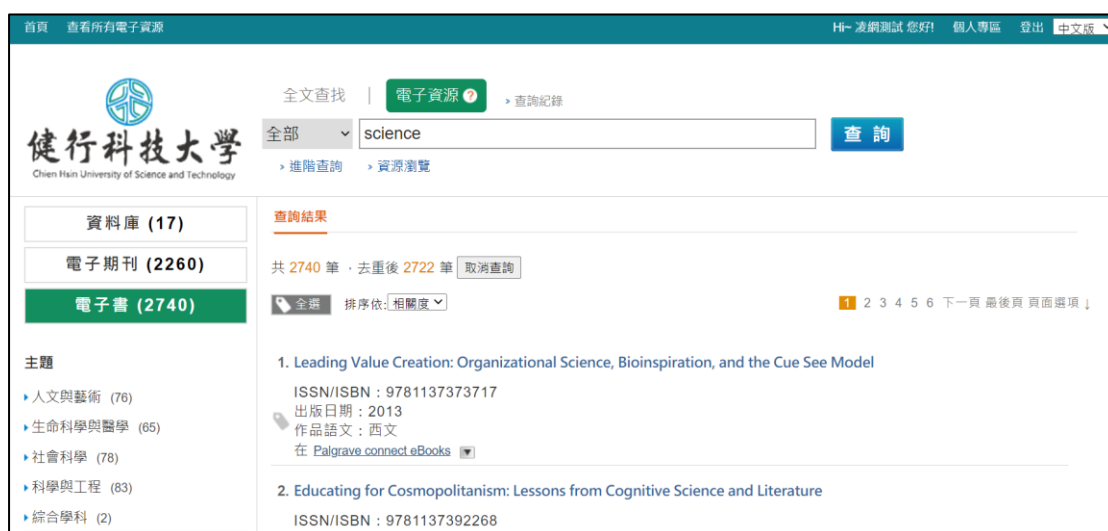 首頁 查看所有電子資源 Hi~ 凌網測試 您好! 個人專區 登出 中文版
全文查找 | 電子資源 ? › 查詢紀錄
健行科技大學
Chien Hsin University of Science and Technology
全部 science 查 詢
› 進階查詢 › 資源瀏覽
資料庫 (17)
電子期刊 (2260)
電子書 (2740)
主題
人文與藝術 (76)
生命科學與醫學 (65)
社會科學 (78)
科學與工程 (83)
綜合學科 (2)
查詢結果
共 2740 筆 ，去重後 2722 筆 取消查詢
全選 排序依: 相關度 1 2 3 4 5 6 下一頁 最後頁 頁面選項 ↓
1. Leading Value Creation: Organizational Science, Bioinspiration, and the Cue See Model
ISSN/ISBN：9781137373717
出版日期：2013
作品語文：西文
在 Palgrave connect eBooks
2. Educating for Cosmopolitanism: Lessons from Cognitive Science and Literature
ISSN/ISBN：9781137392268